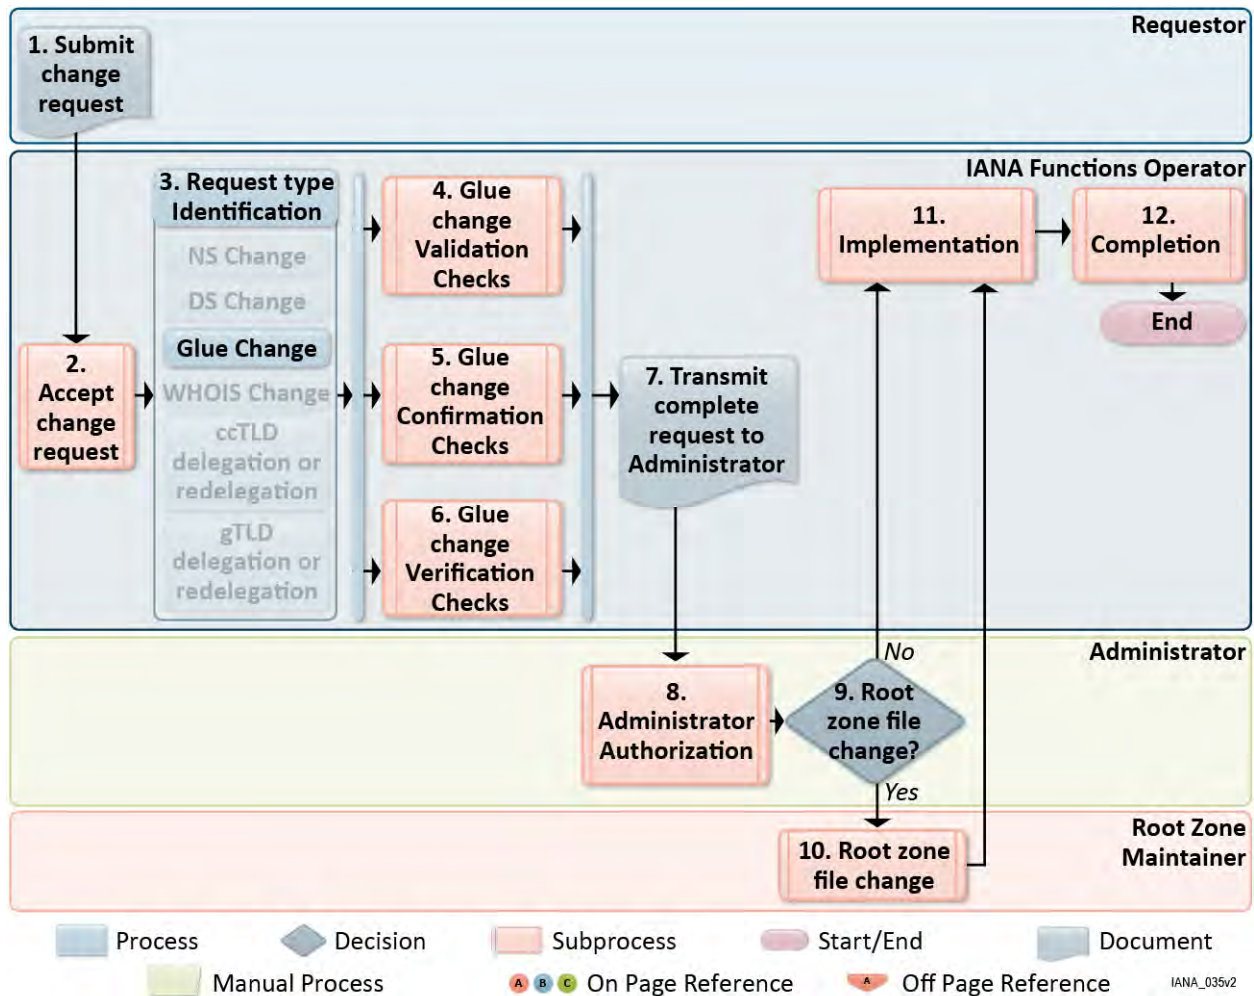 Requestor
1. Submit
change
request
IANA Functions Operator
3. Request type
Identification
NS Change
DS Change
Glue Change
WHOIS Change
ccTLD
delegation or
redelegation
gTLD
delegation or
redelegation
2.
Accept
change
request
4. Glue
change
Validation
Checks
5. Glue
change
Confirmation
Checks
6. Glue
change
Verification
Checks
7. Transmit
complete
request to
Administrator
11.
Implementation
12.
Completion
End
Administrator
8.
Administrator
Authorization
9. Root
zone file
change?
No
Yes
Root Zone
Maintainer
10. Root zone
file change
Process
Decision
Subprocess
Start/End
Document
Manual Process
A B C On Page Reference
A Off Page Reference
IANA_035v2